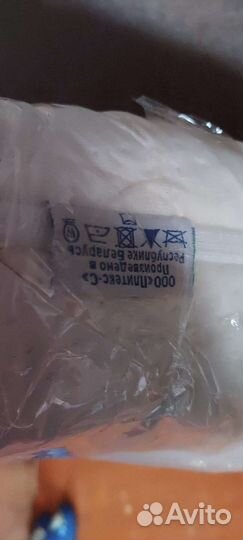 ООО «Плитекс-С»
Произведено в
Республике Беларусь
Avito